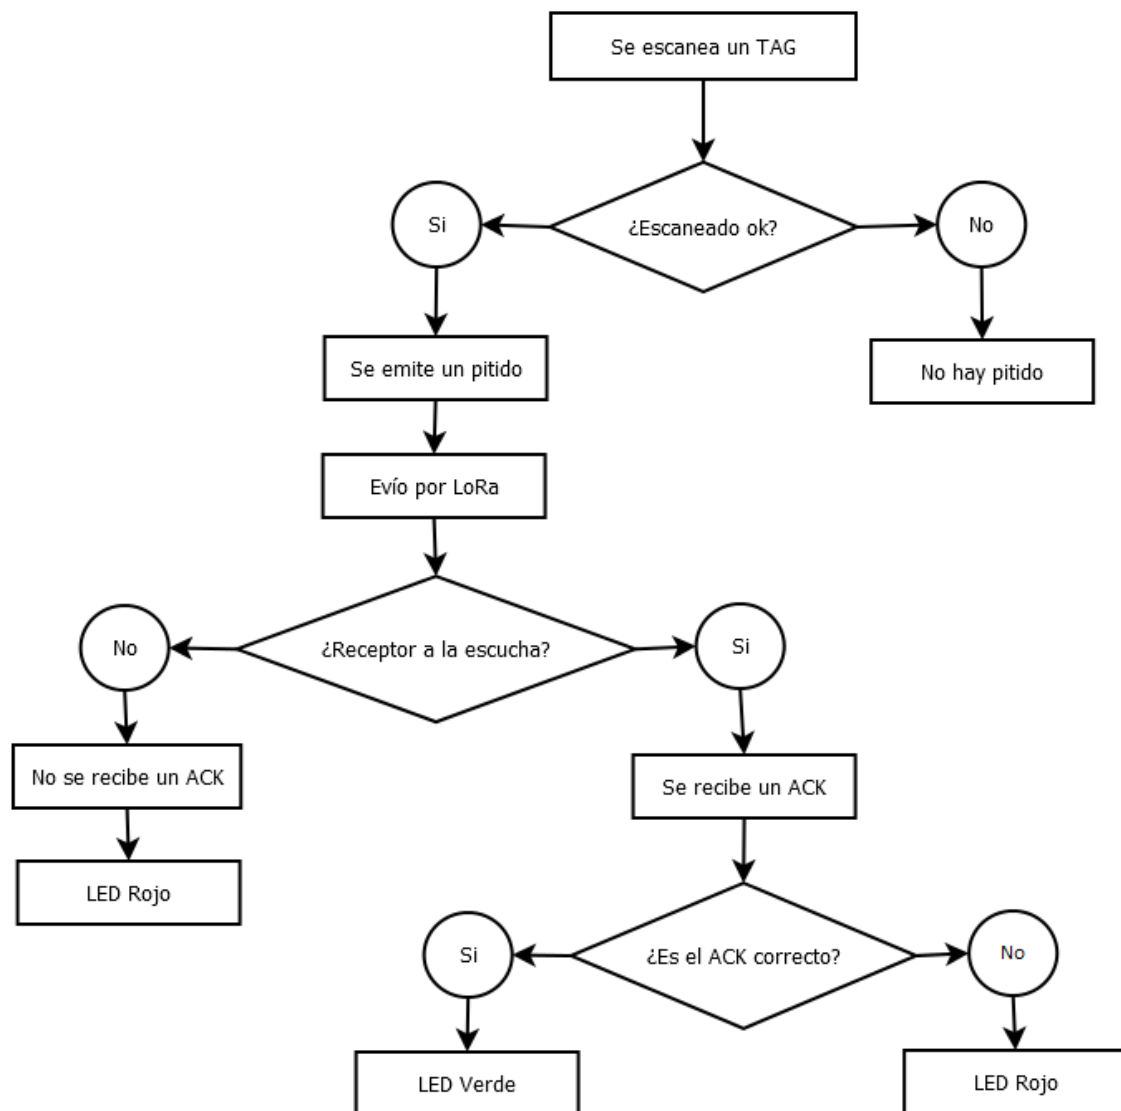 Se escanea un TAG
Si
¿Escaneado ok?
No
Se emite un pitido
No hay pitido
Evío por LoRa
No
¿Receptor a la escucha?
Si
No se recibe un ACK
Se recibe un ACK
LED Rojo
Si
¿Es el ACK correcto?
No
LED Verde
LED Rojo